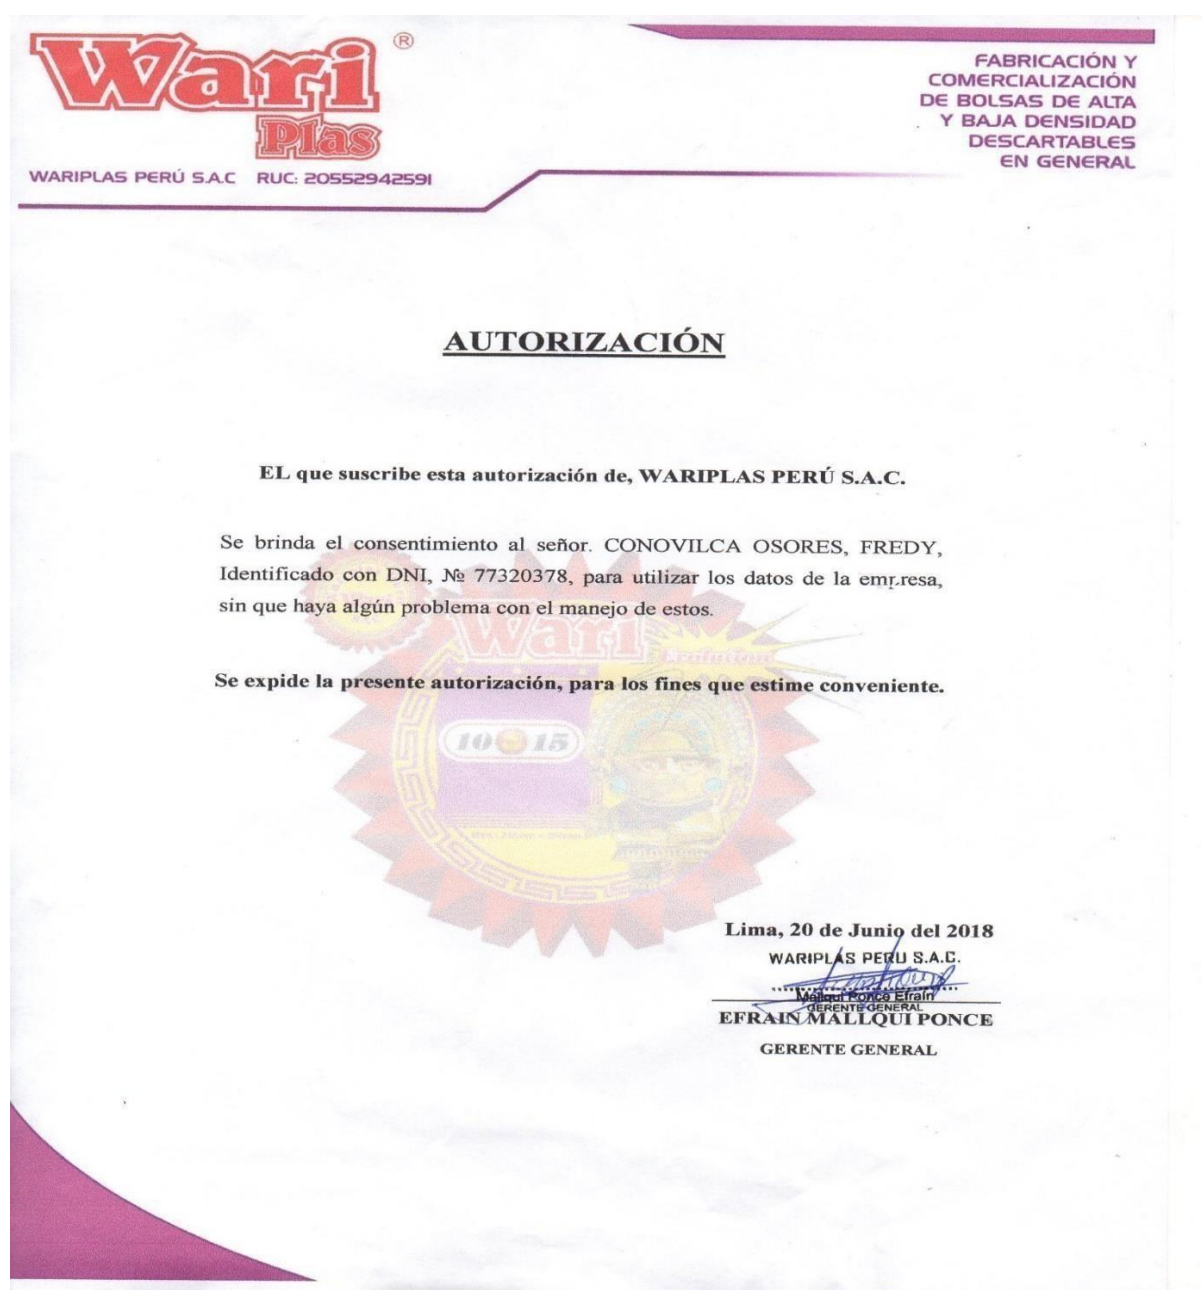 Wari ®
Plas
WARIPLAS PERÚ S.A.C RUC: 20552942591
FABRICACIÓN Y
COMERCIALIZACIÓN
DE BOLSAS DE ALTA
Y BAJA DENSIDAD
DESCARTABLES
EN GENERAL
AUTORIZACIÓN
EL que suscribe esta autorización de, WARIPLAS PERÚ S.A.C.
Se brinda el consentimiento al señor. CONOVILCA OSORES, FREDY,
Identificado con DNI, № 77320378, para utilizar los datos de la emr.resa,
sin que haya algún problema con el manejo de estos.
Wari
Evolution
Se expide la presente autorización, para los fines que estime conveniente.
10 15
Lima, 20 de Junio del 2018
WARIPLAS PERU S.A.C.
Mallqui Ponce Efraín
GERENTE GENERAL
EFRAIN MALLQUI PONCE
GERENTE GENERAL